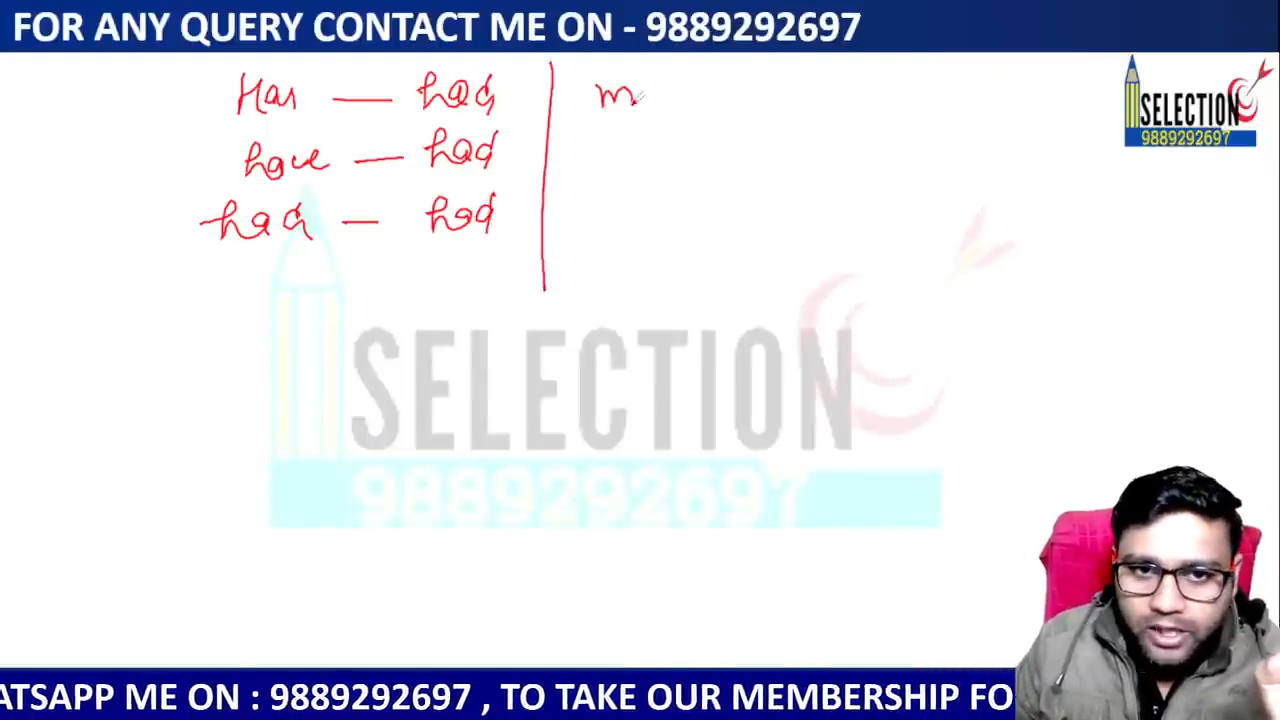 FOR ANY QUERY CONTACT ME ON - 9889292697
SELECTION
9889292697
Has — had
have — had
had — had
m
SELECTION
9889292697
ATSAPP ME ON : 9889292697 , TO TAKE OUR MEMBERSHIP FO